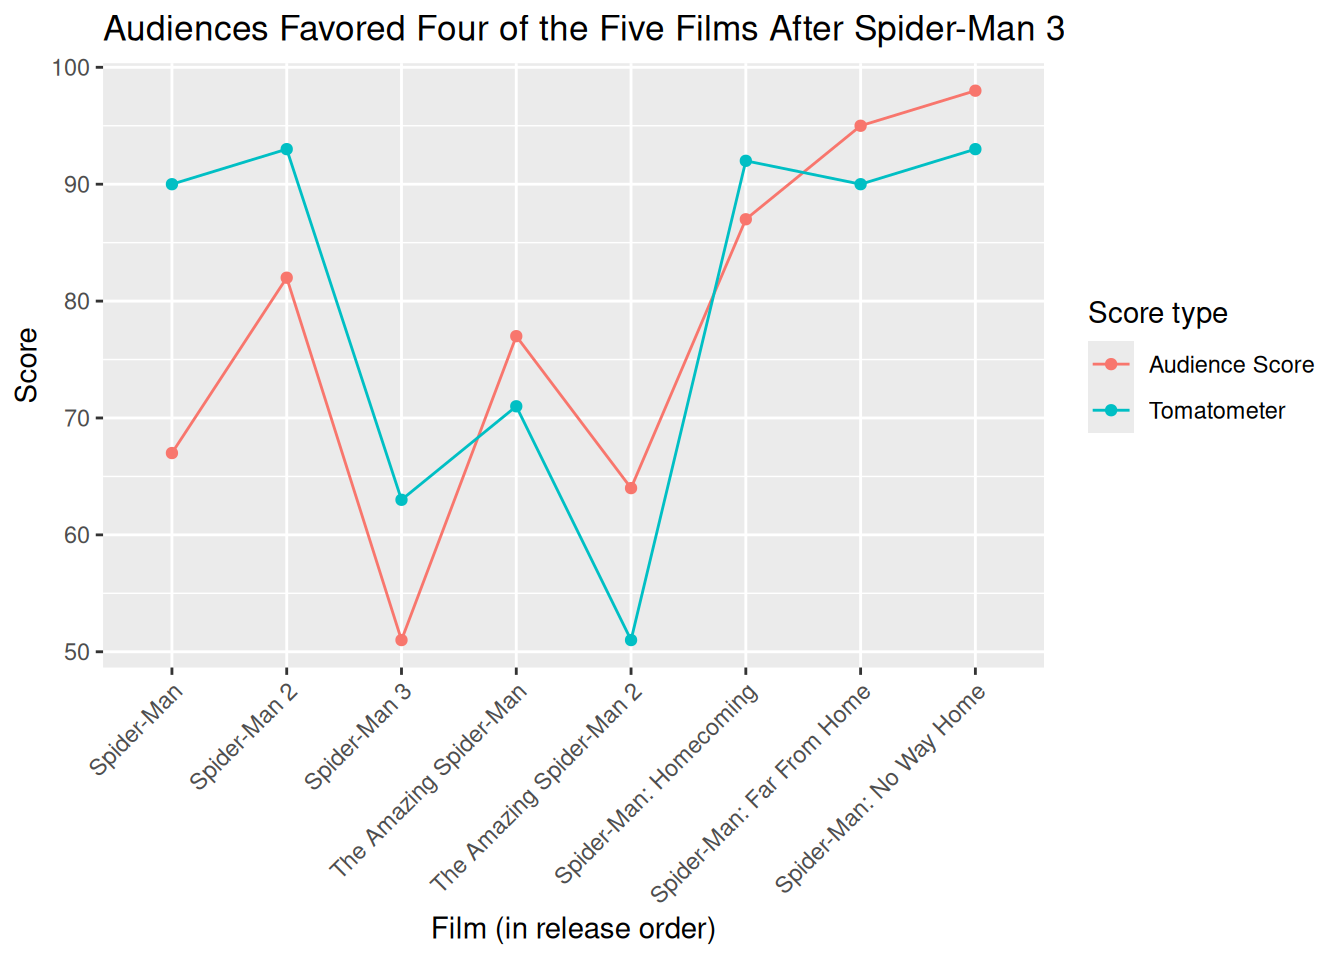 Audiences Favored Four of the Five Films After Spider-Man 3
Score
100
90
80
70
60
50
Spider-Man
Spider-Man 2
Spider-Man 3
The Amazing Spider-Man
The Amazing Spider-Man 2
Spider-Man: Homecoming
Spider-Man: Far From Home
Spider-Man: No Way Home
Film (in release order)
Score type
Audience Score
Tomatometer